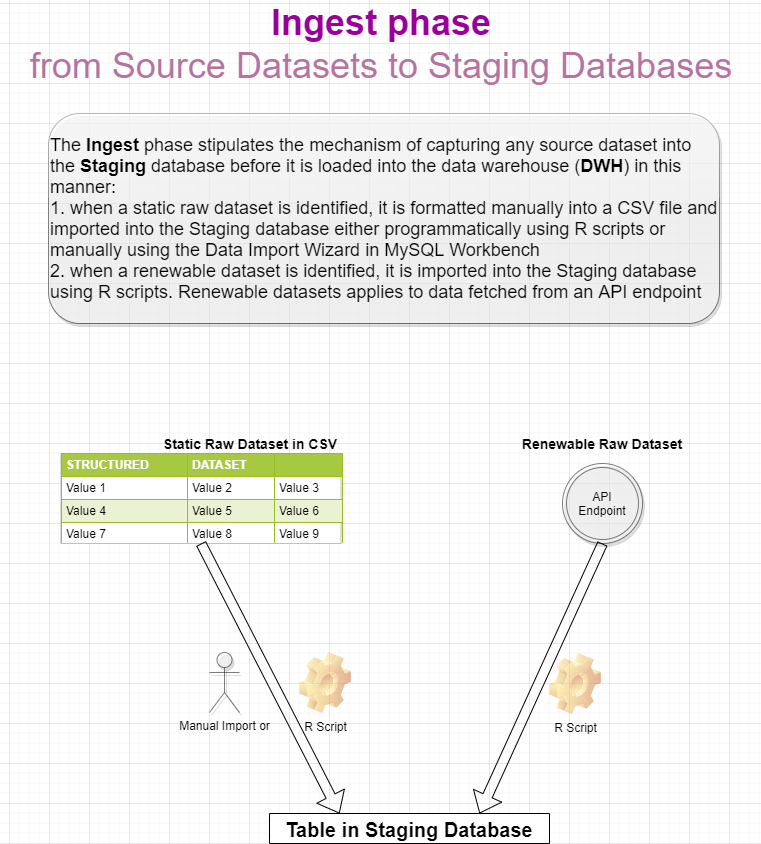 Ingest phase
from Source Datasets to Staging Databases
The Ingest phase stipulates the mechanism of capturing any source dataset into
the Staging database before it is loaded into the data warehouse (DWH) in this
manner:
1. when a static raw dataset is identified, it is formatted manually into a CSV file and
imported into the Staging database either programmatically using R scripts or
manually using the Data Import Wizard in MySQL Workbench
2. when a renewable dataset is identified, it is imported into the Staging database
using R scripts. Renewable datasets applies to data fetched from an API endpoint
Static Raw Dataset in CSV
STRUCTURED DATASET
Value 1 Value 2 Value 3
Value 4 Value 5 Value 6
Value 7 Value 8 Value 9
Renewable Raw Dataset
API
Endpoint
Manual Import or
R Script
R Script
Table in Staging Database